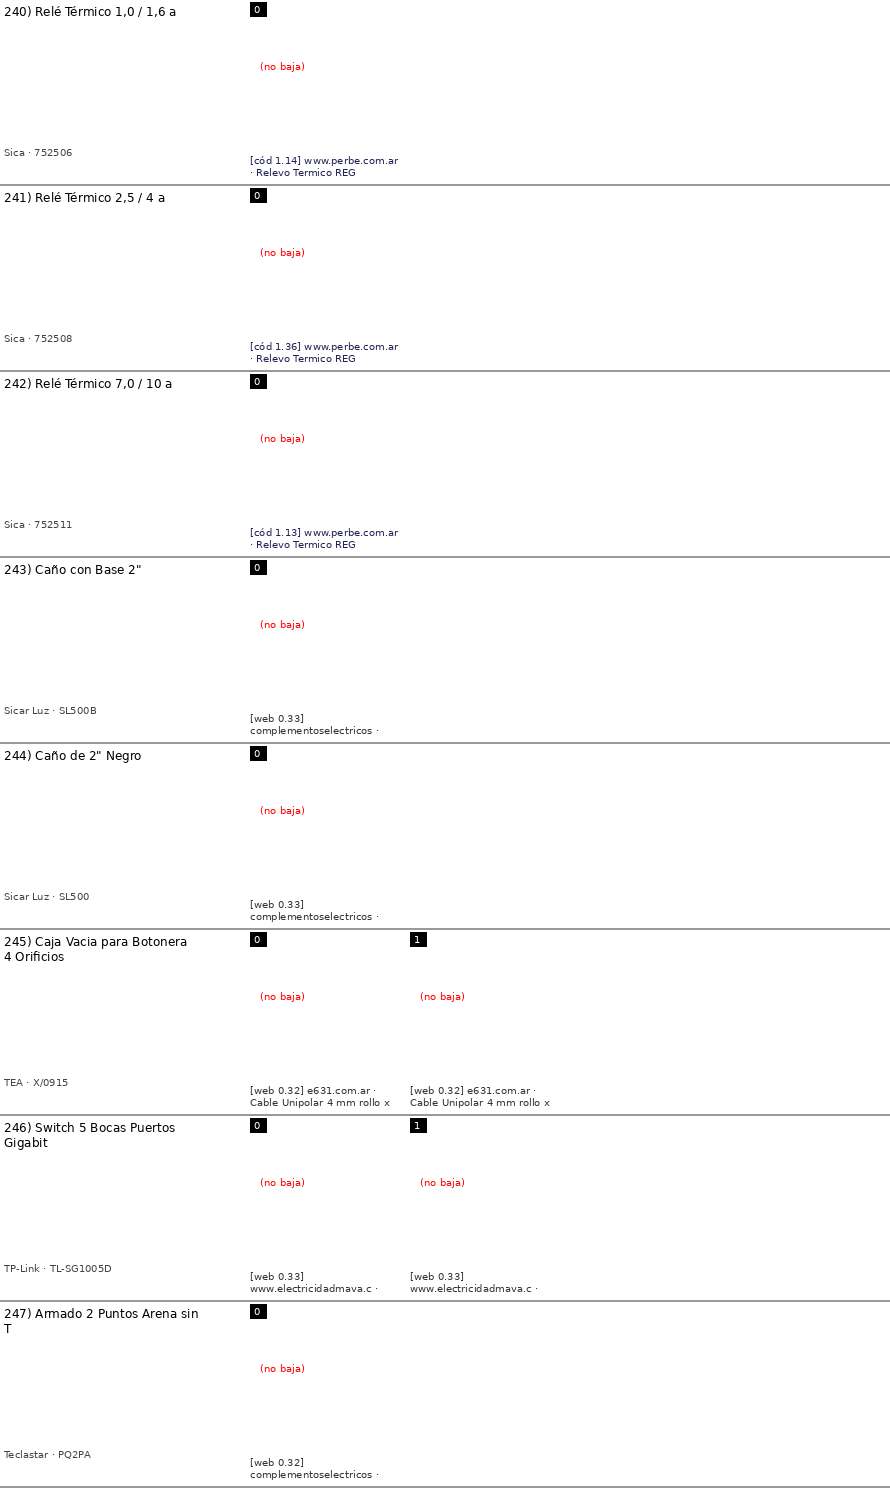 240) Relé Térmico 1,0 / 1,6 a
0
(no baja)
Sica · 752506
[cód 1.14] www.perbe.com.ar
· Relevo Termico REG
241) Relé Térmico 2,5 / 4 a
0
(no baja)
Sica · 752508
[cód 1.36] www.perbe.com.ar
· Relevo Termico REG
242) Relé Térmico 7,0 / 10 a
0
(no baja)
Sica · 752511
[cód 1.13] www.perbe.com.ar
· Relevo Termico REG
243) Caño con Base 2"
0
(no baja)
Sicar Luz · SL500B
[web 0.33]
complementoselectricos ·
244) Caño de 2" Negro
0
(no baja)
Sicar Luz · SL500
[web 0.33]
complementoselectricos ·
245) Caja Vacia para Botonera
4 Orificios
0
1
(no baja)
(no baja)
TEA · X/0915
[web 0.32] e631.com.ar ·
Cable Unipolar 4 mm rollo x
[web 0.32] e631.com.ar ·
Cable Unipolar 4 mm rollo x
246) Switch 5 Bocas Puertos
Gigabit
0
1
(no baja)
(no baja)
TP-Link · TL-SG1005D
[web 0.33]
www.electricidadmava.c ·
[web 0.33]
www.electricidadmava.c ·
247) Armado 2 Puntos Arena sin
T
0
(no baja)
Teclastar · PQ2PA
[web 0.32]
complementoselectricos ·